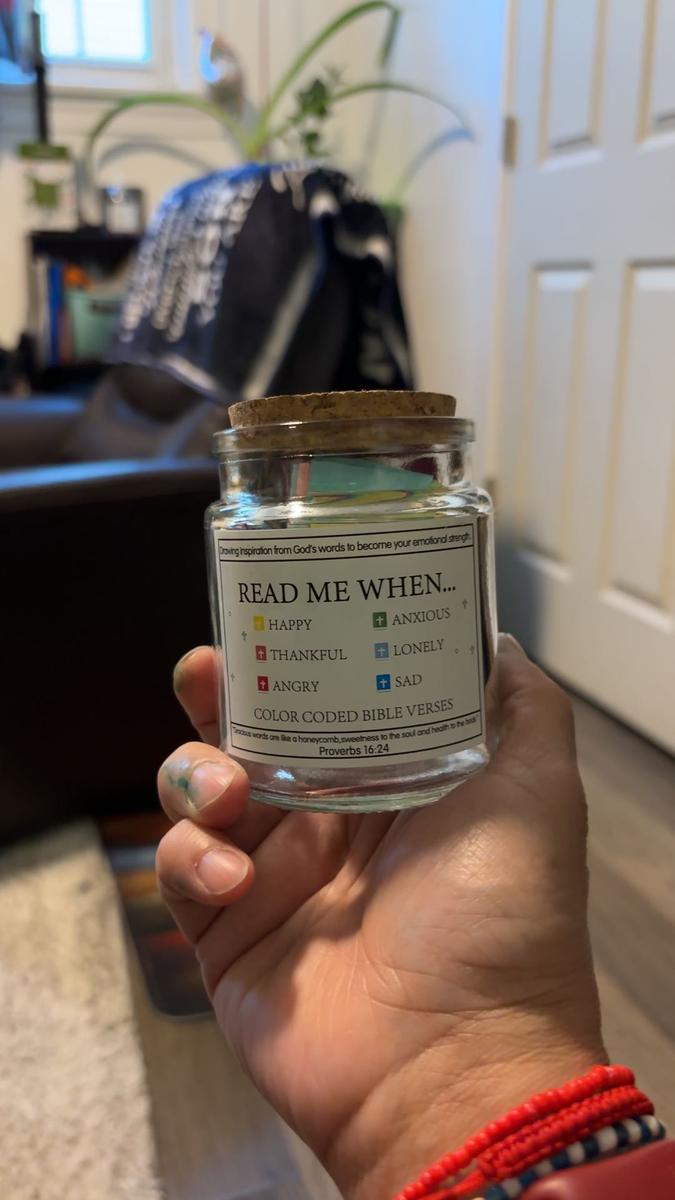 Drawing inspiration from God's words to become your emotional strength.
READ ME WHEN...
HAPPY ANXIOUS
THANKFUL LONELY
ANGRY SAD
COLOR CODED BIBLE VERSES
"Gracious words are like a honeycomb,sweetness to the soul and health to the body."
Proverbs 16:24